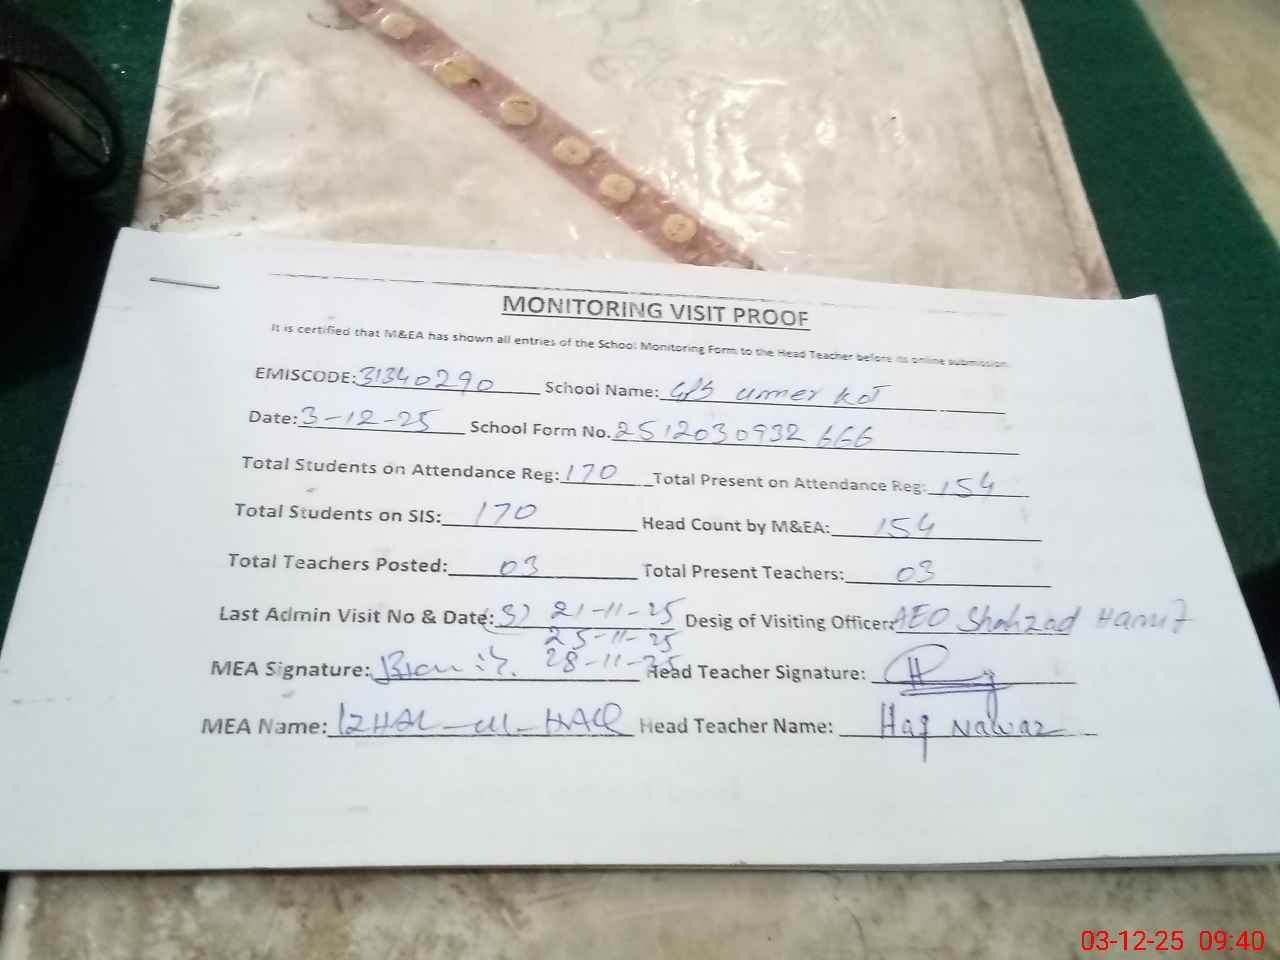 MONITORING VISIT PROOF
It is certified that M&EA has shown all entries of the School Monitoring Form to the Head Teacher before its online submission.
EMISCODE: 31340290 School Name: GPS umer kot
Date: 3-12-25 School Form No. 2512030932666
Total Students on Attendance Reg: 170 Total Present on Attendance Reg: 154
Total Students on SIS: 170 Head Count by M&EA: 154
Total Teachers Posted: 03 Total Present Teachers: 03
Last Admin Visit No & Date: 3) 21-11-25 Desig of Visiting Officer: AEO Shahzad Hanif
25-11-25
28-11-25
MEA Signature: Head Teacher Signature:
MEA Name: IZHAR-ul-HAQ Head Teacher Name: Haq Nawaz
03-12-25 09:40